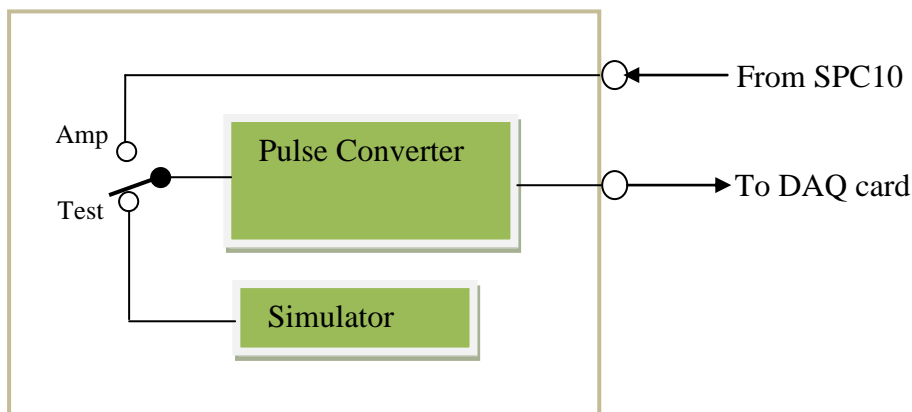 From SPC10
Amp
Pulse Converter
To DAQ card
Test
Simulator